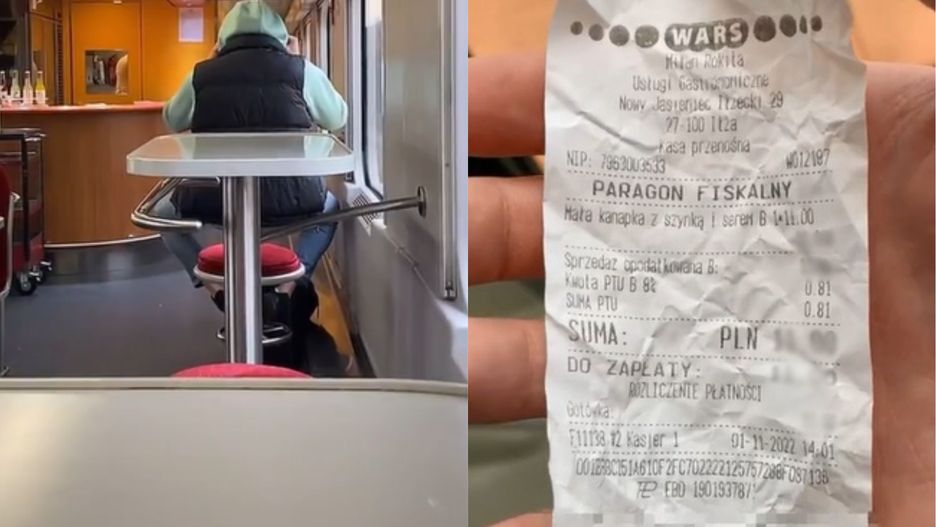 WARS
Milan Rokita
Usługi Gastronomiczne
Nowy Jasieniec Iłżecki 29
27-100 Iłża
Kasa przenośna
NIP: 7963003533 W012187
PARAGON FISKALNY
Mała kanapka z szynką i serem B 1*11.00
Sprzedaż opodatkowana B:
Kwota PTU B 8% 0.81
SUMA PTU 0.81
SUMA: PLN
DO ZAPŁATY:
ROZLICZENIE PŁATNOŚCI
Gotówka:
F11138 #2 Kasjer 1 01-11-2022 14:01
EBD 190193787